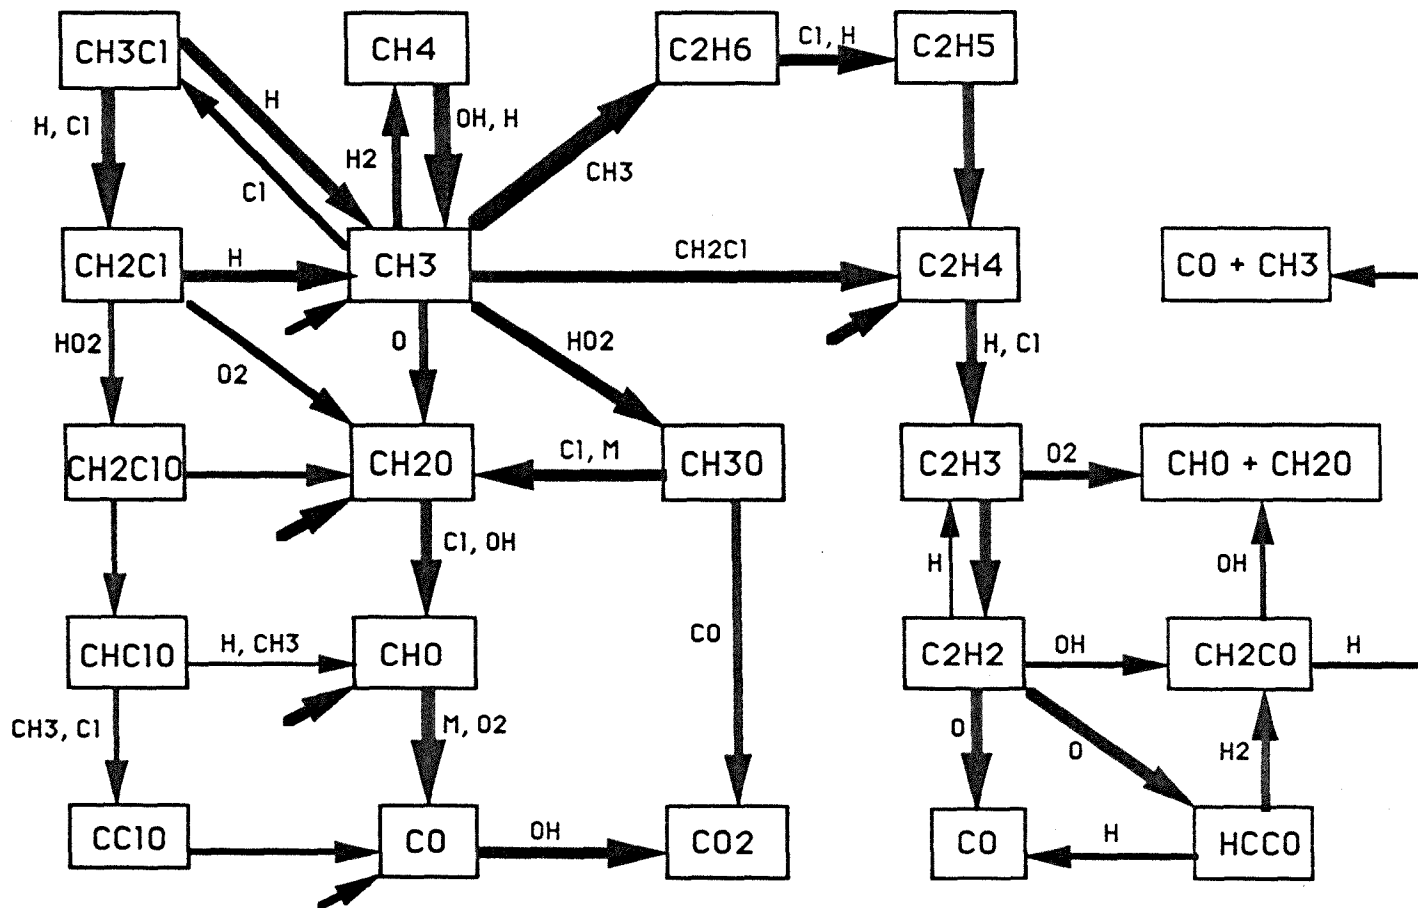 CH3Cl
CH4
C2H6
Cl, H
C2H5
H
H, Cl
OH, H
H2
Cl
CH3
CH2Cl
H
CH3
CH2Cl
C2H4
CO + CH3
HO2
O2
O
HO2
H, Cl
CH2ClO
CH2O
Cl, M
CH3O
C2H3
O2
CHO + CH2O
Cl, OH
H
OH
CHClO
H, CH3
CHO
CO
C2H2
OH
CH2CO
H
CH3, Cl
M, O2
O
O
H2
CClO
CO
OH
CO2
CO
H
HCCO